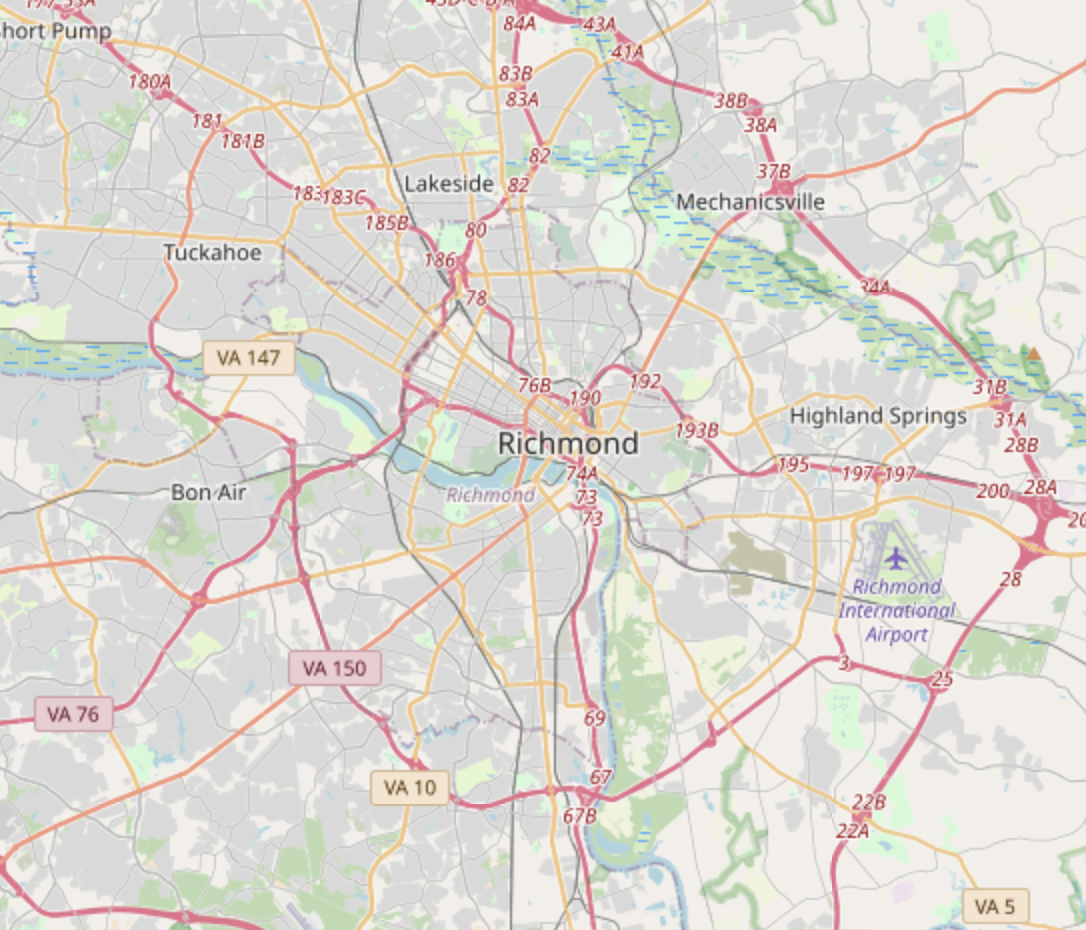 84A
43A
41A
Short Pump
180A
83B
83A
38B
38A
181
181B
82
37B
183
183C
Lakeside
82
Mechanicsville
185B
80
Tuckahoe
186
78
34A
VA 147
76B
190
192
31B
31A
Highland Springs
193B
Richmond
28B
195
197
197
74A
Bon Air
Richmond
73
73
200
28A
20
28
Richmond
International
Airport
3
VA 150
25
VA 76
69
67
VA 10
67B
22B
22A
VA 5